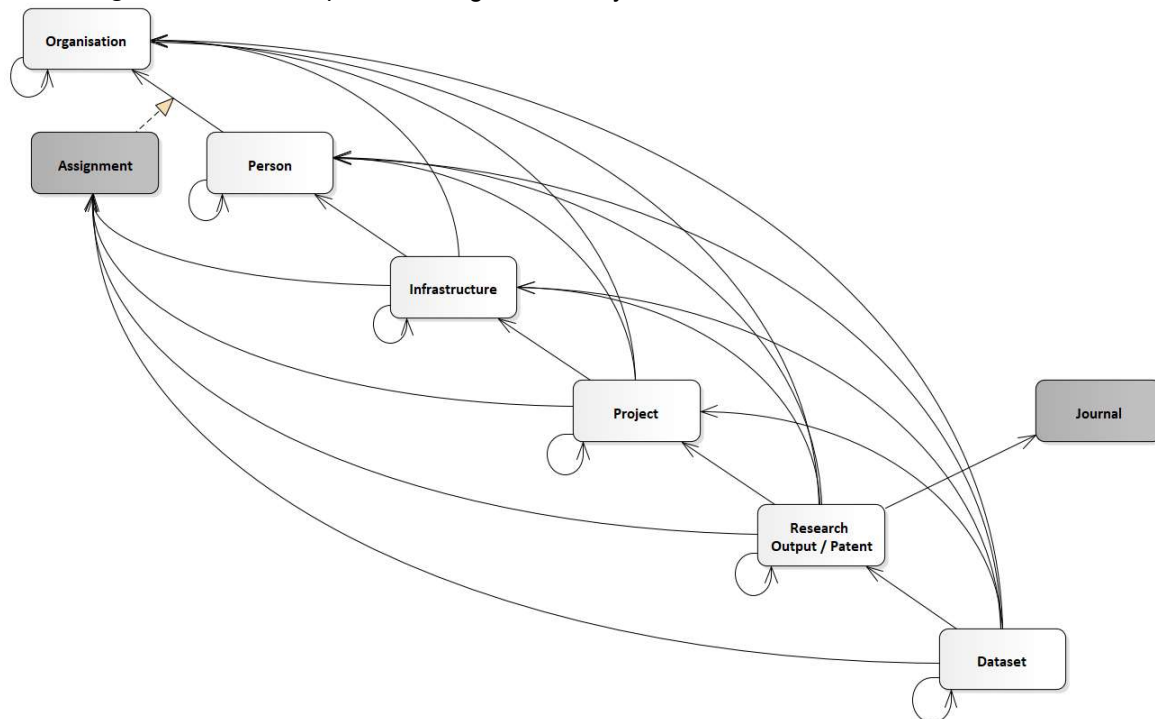 Organisation
Assignment
Person
Infrastructure
Project
Journal
Research
Output / Patent
Dataset